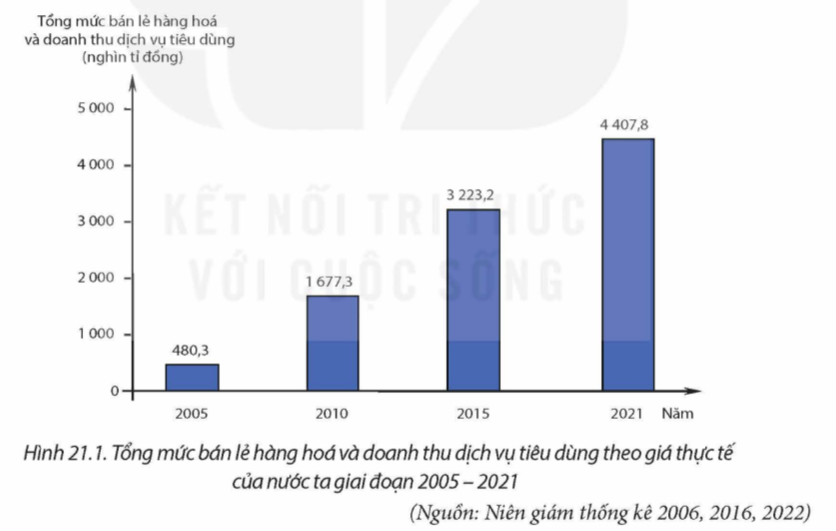 Tổng mức bán lẻ hàng hoá
và doanh thu dịch vụ tiêu dùng
(nghìn tỉ đồng)
5 000
4 407,8
4 000
3 223,2
3 000
KẾT NỐI TRI THỨC
2 000
1 677,3
VỚI CUỘC SỐNG
1 000
480,3
0
2005
2010
2015
2021
Năm
Hình 21.1. Tổng mức bán lẻ hàng hoá và doanh thu dịch vụ tiêu dùng theo giá thực tế
của nước ta giai đoạn 2005 – 2021
(Nguồn: Niên giám thống kê 2006, 2016, 2022)